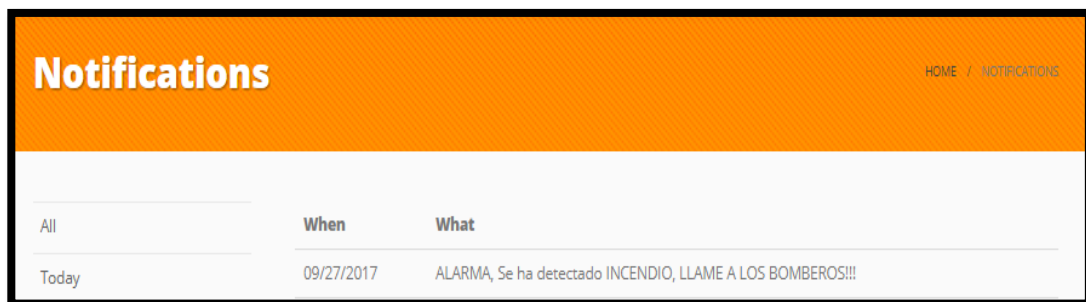 Notifications
HOME / NOTIFICATIONS
All
When What
09/27/2017 ALARMA, Se ha detectado INCENDIO, LLAME A LOS BOMBEROS!!!
Today